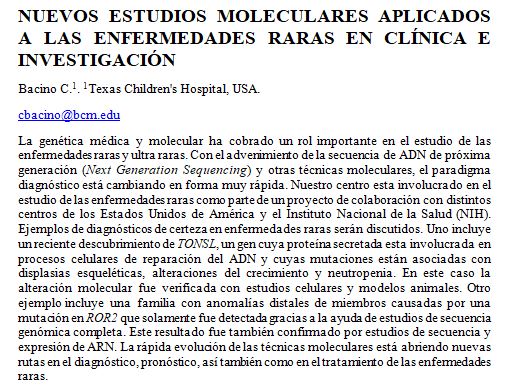 NUEVOS ESTUDIOS MOLECULARES APLICADOS
A LAS ENFERMEDADES RARAS EN CLÍNICA E
INVESTIGACIÓN
Bacino C.¹. ¹Texas Children's Hospital, USA.
cbacino@bcm.edu
La genética médica y molecular ha cobrado un rol importante en el estudio de las
enfermedades raras y ultra raras. Con el advenimiento de la secuencia de ADN de próxima
generación (Next Generation Sequencing) y otras técnicas moleculares, el paradigma
diagnóstico está cambiando en forma muy rápida. Nuestro centro esta involucrado en el
estudio de las enfermedades raras como parte de un proyecto de colaboración con distintos
centros de los Estados Unidos de América y el Instituto Nacional de la Salud (NIH).
Ejemplos de diagnósticos de certeza en enfermedades raras serán discutidos. Uno incluye
un reciente descubrimiento de TONSL, un gen cuya proteína secretada esta involucrada en
procesos celulares de reparación del ADN y cuyas mutaciones están asociadas con
displasias esqueléticas, alteraciones del crecimiento y neutropenia. En este caso la
alteración molecular fue verificada con estudios celulares y modelos animales. Otro
ejemplo incluye una familia con anomalías distales de miembros causadas por una
mutación en ROR2 que solamente fue detectada gracias a la ayuda de estudios de secuencia
genómica completa. Este resultado fue también confirmado por estudios de secuencia y
expresión de ARN. La rápida evolución de las técnicas moleculares está abriendo nuevas
rutas en el diagnóstico, pronóstico, así también como en el tratamiento de las enfermedades
raras.